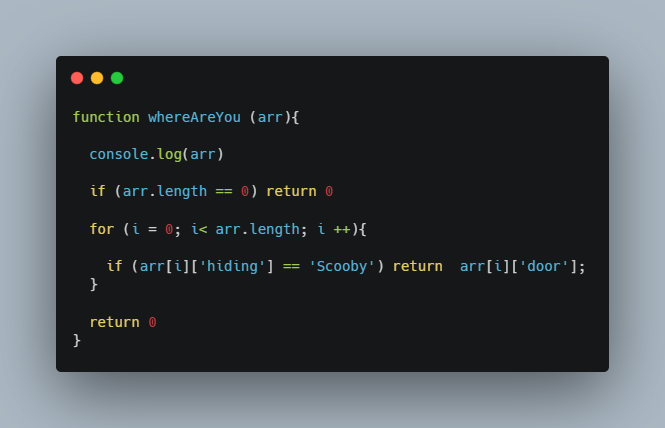 function whereAreYou (arr){
console.log(arr)
if (arr.length == 0) return 0
for (i = 0; i< arr.length; i ++){
if (arr[i]['hiding'] == 'Scooby') return  arr[i]['door'];
}
return 0
}